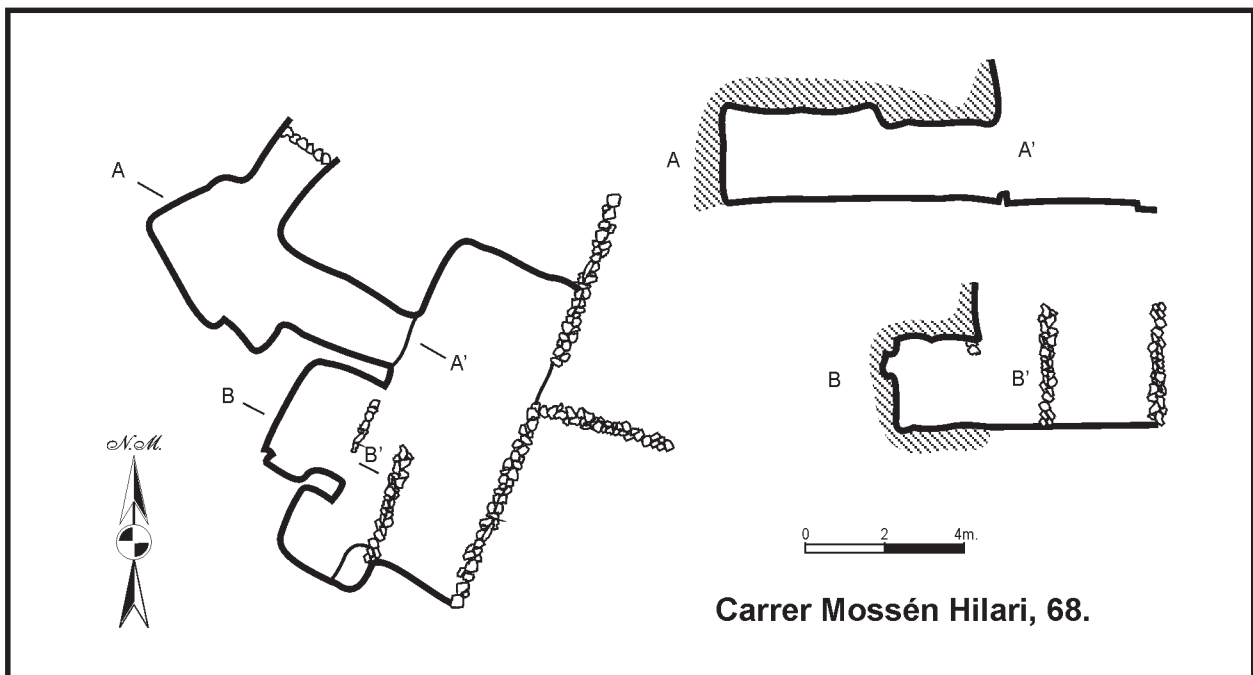 A
A'
B
B'
N.M.
A
A'
B
B'
0 2 4m.
Carrer Mossén Hilari, 68.